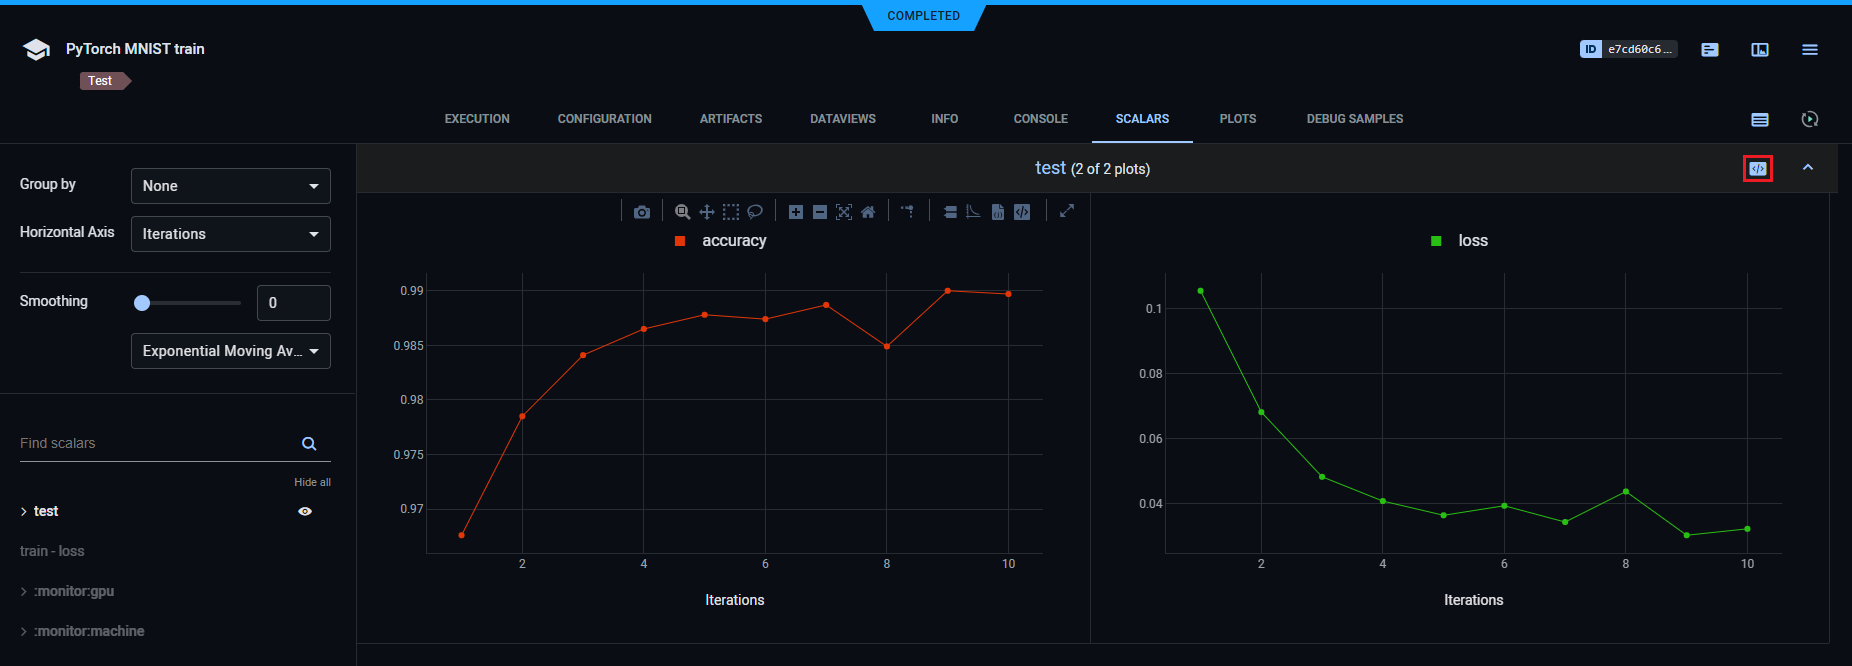 COMPLETED
PyTorch MNIST train
Test
ID e7cd60c6...
EXECUTION CONFIGURATION ARTIFACTS DATAVIEWS INFO CONSOLE SCALARS PLOTS DEBUG SAMPLES
Group by None
Horizontal Axis Iterations
Smoothing 0
Exponential Moving Av...
Find scalars
Hide all
test
train - loss
:monitor:gpu
:monitor:machine
test (2 of 2 plots)
accuracy
0.99
0.985
0.98
0.975
0.97
2 4 6 8 10
Iterations
loss
0.1
0.08
0.06
0.04
2 4 6 8 10
Iterations